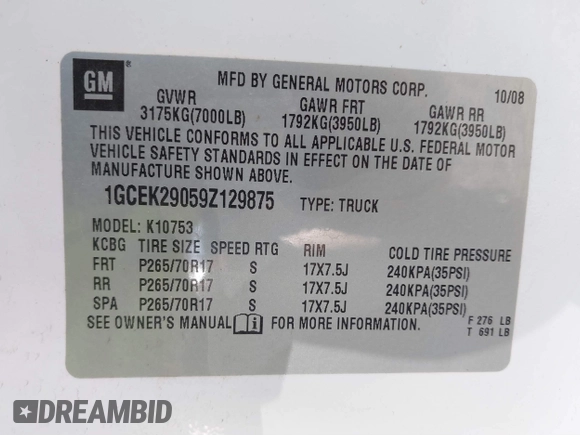 GM ®
MFD BY GENERAL MOTORS CORP. 10/08
GVWR GAWR FRT GAWR RR
3175KG(7000LB) 1792KG(3950LB) 1792KG(3950LB)
THIS VEHICLE CONFORMS TO ALL APPLICABLE U.S. FEDERAL MOTOR
VEHICLE SAFETY STANDARDS IN EFFECT ON THE DATE OF
MANUFACTURE SHOWN ABOVE.
1GCEK29059Z129875 TYPE: TRUCK
MODEL: K10753
KCBG TIRE SIZE SPEED RTG RIM COLD TIRE PRESSURE
FRT P265/70R17 S 17X7.5J 240KPA(35PSI)
RR P265/70R17 S 17X7.5J 240KPA(35PSI)
SPA P265/70R17 S 17X7.5J 240KPA(35PSI)
SEE OWNER'S MANUAL i FOR MORE INFORMATION.
F 276 LB
T 691 LB
DREAMBID